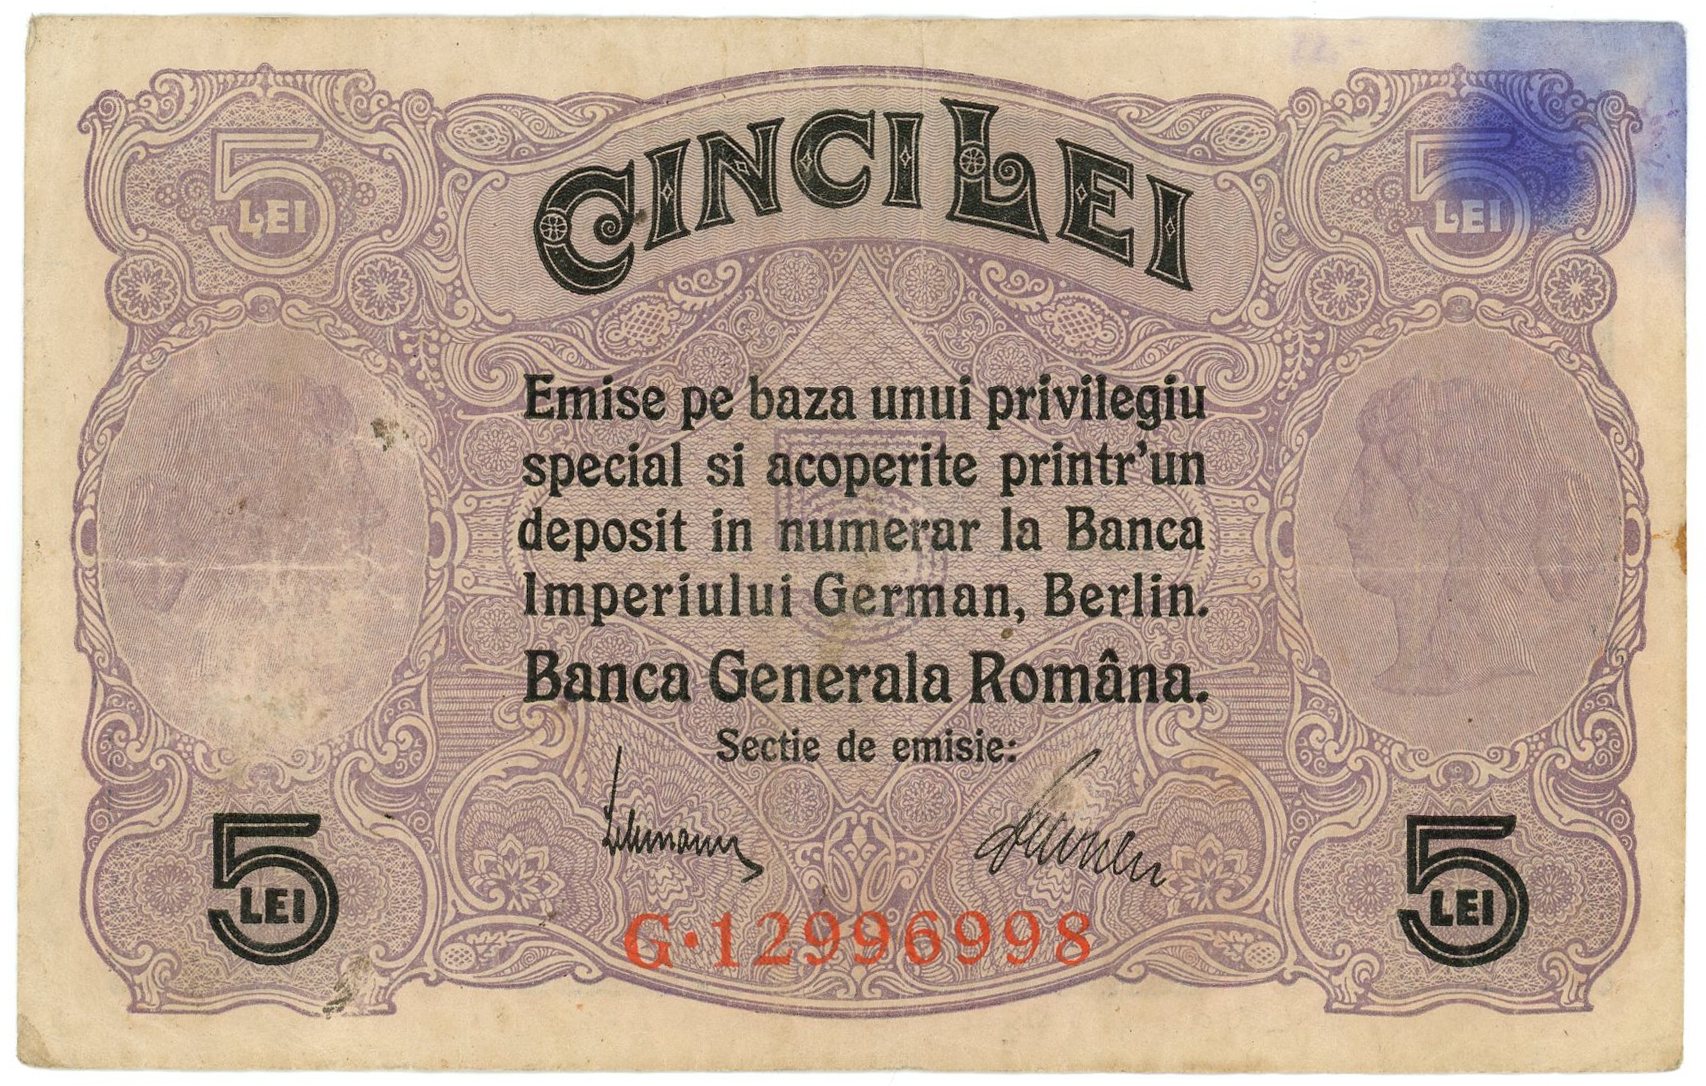 5 LEI
CINCI LEI
5 LEI
Emise pe baza unui privilegiu
special si acoperite printr'un
deposit in numerar la Banca
Imperiului German, Berlin.
Banca Generala Româna.
Sectie de emisie:
5 LEI
G·12996998
5 LEI